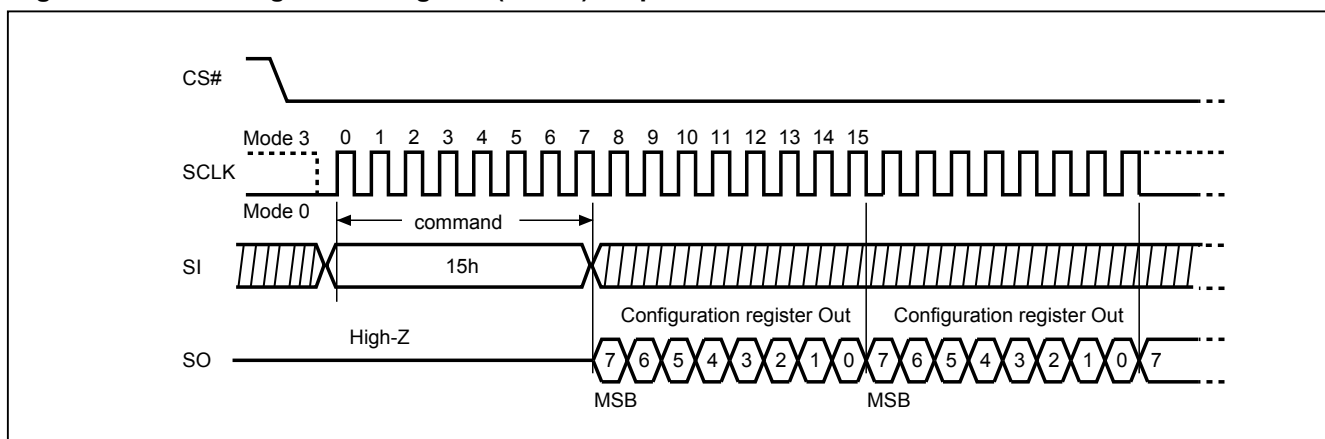 CS#
Mode 3 0 1 2 3 4 5 6 7 8 9 10 11 12 13 14 15
SCLK
Mode 0
command
SI 15h
Configuration register Out Configuration register Out
High-Z
SO 7 6 5 4 3 2 1 0 7 6 5 4 3 2 1 0 7
MSB MSB